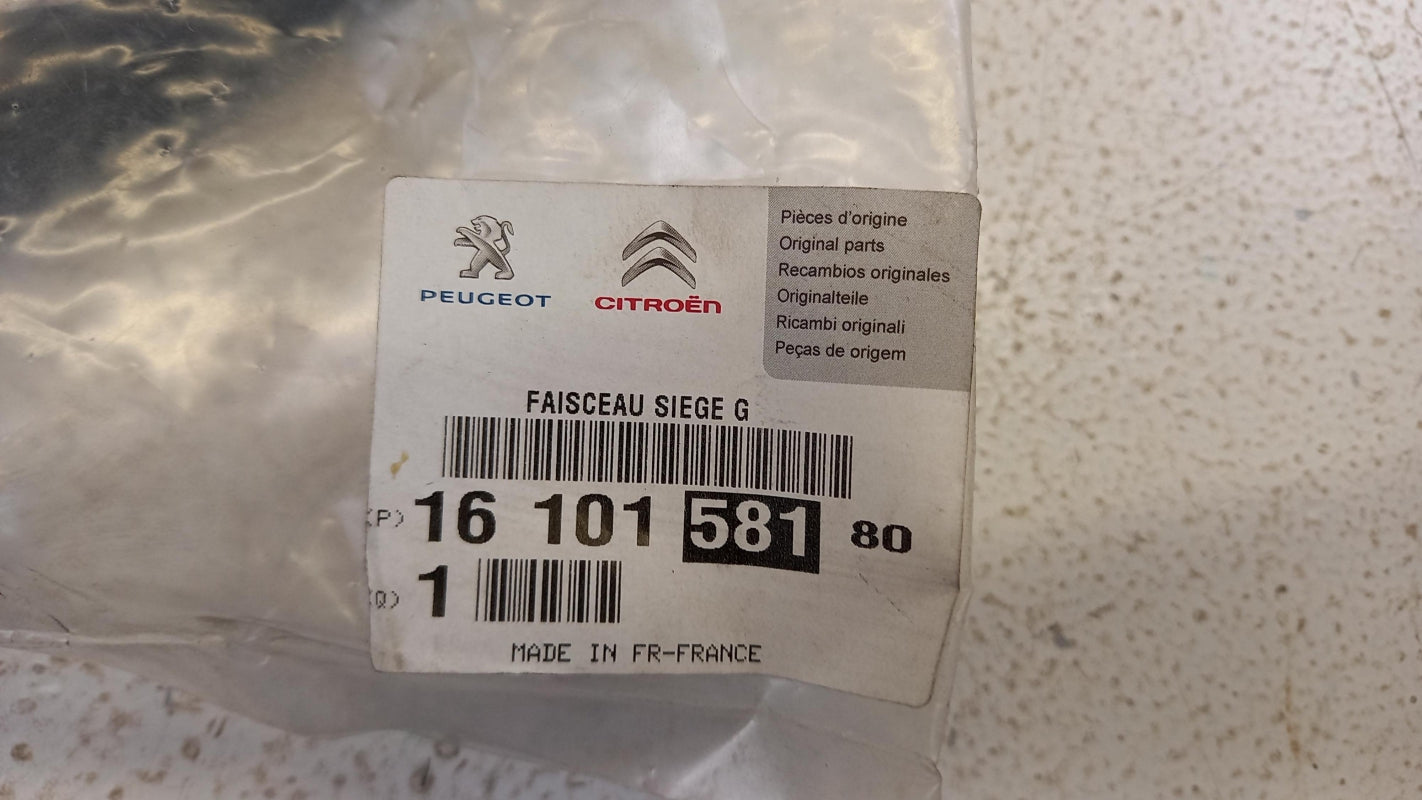 PEUGEOT
CITROËN
Pièces d'origine
Original parts
Recambios originales
Originalteile
Ricambi originali
Peças de origem
FAISCEAU SIEGE G
(P) 16 101 581 80
(Q) 1
MADE IN FR-FRANCE